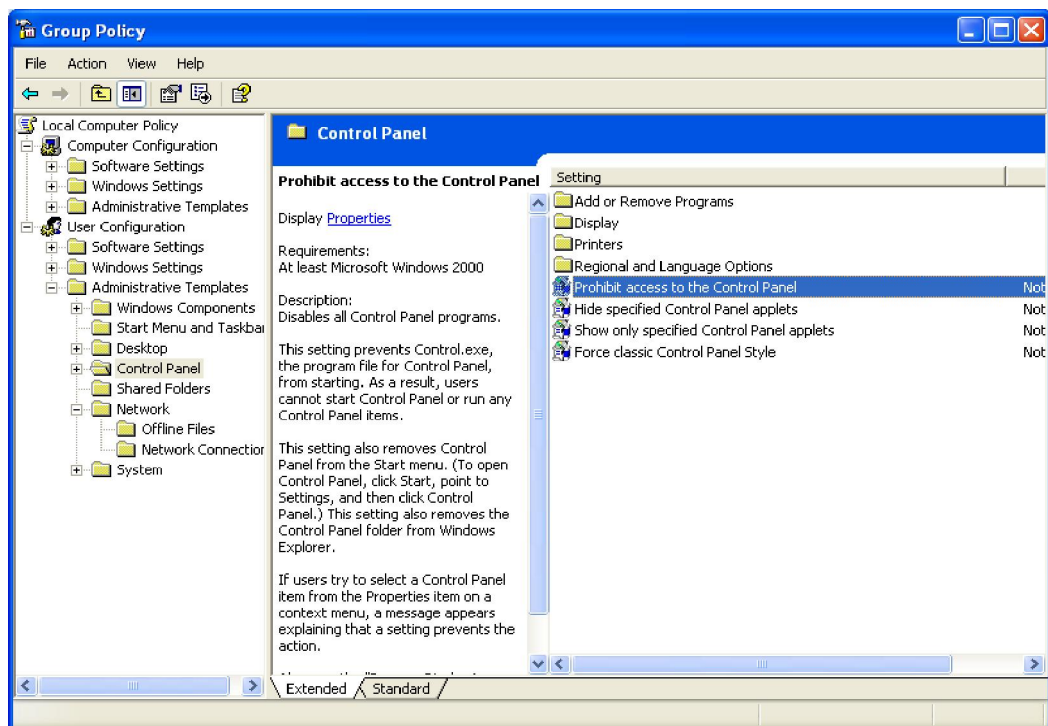 Group Policy
File Action View Help
Local Computer Policy
Computer Configuration
Software Settings
Windows Settings
Administrative Templates
User Configuration
Software Settings
Windows Settings
Administrative Templates
Windows Components
Start Menu and Taskbar
Desktop
Control Panel
Shared Folders
Network
Offline Files
Network Connection
System
Control Panel
Prohibit access to the Control Panel
Display Properties
Requirements:
At least Microsoft Windows 2000
Description:
Disables all Control Panel programs.
This setting prevents Control.exe,
the program file for Control Panel,
from starting. As a result, users
cannot start Control Panel or run any
Control Panel items.
This setting also removes Control
Panel from the Start menu. (To open
Control Panel, click Start, point to
Settings, and then click Control
Panel.) This setting also removes the
Control Panel folder from Windows
Explorer.
If users try to select a Control Panel
item from the Properties item on a
context menu, a message appears
explaining that a setting prevents the
action.
Setting
Add or Remove Programs
Display
Printers
Regional and Language Options
Prohibit access to the Control Panel Not
Hide specified Control Panel applets Not
Show only specified Control Panel applets Not
Force classic Control Panel Style Not
Extended Standard